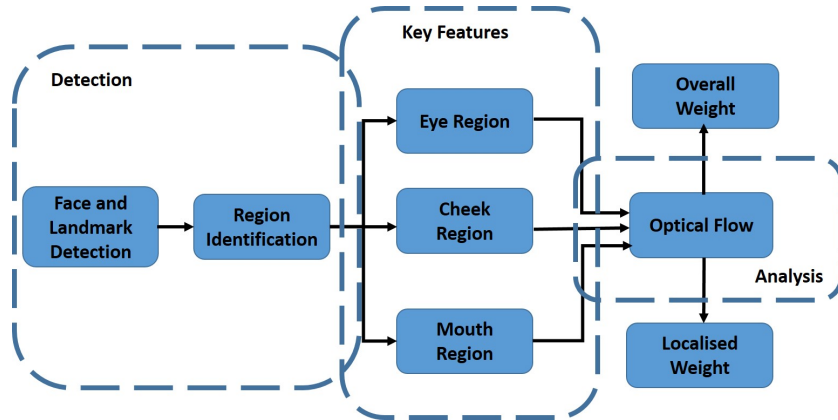 Key Features
Detection
Overall
Weight
Eye Region
Face and
Landmark
Detection
Region
Identification
Cheek
Region
Optical Flow
Analysis
Mouth
Region
Localised
Weight